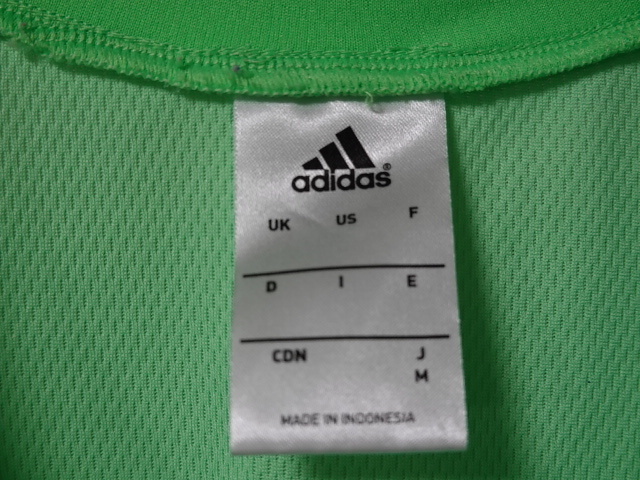 adidas®
UK US F
D I E
CDN J
M
MADE IN INDONESIA